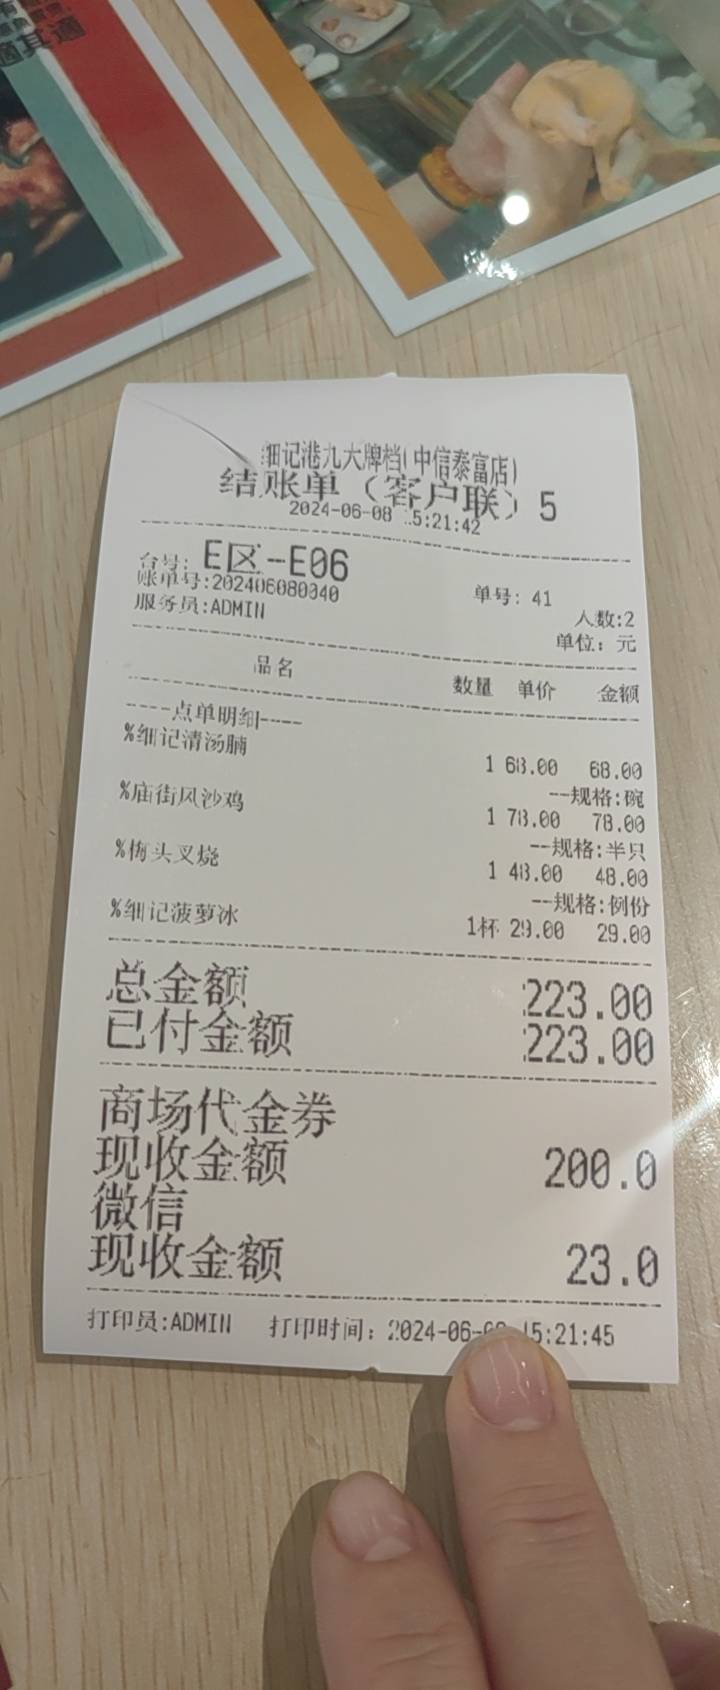 適其適
细记港九大牌档(中信泰富店)
结账单（客户联）5
2024-06-08 15:21:42
台号: E区-E06
单号: 41
账单号:202406080040
人数:2
服务员:ADMIN
单位: 元
品名 数量 单价 金额
-----点单明细-----
%细记清汤腩
1 68.00 68.00
--规格:碗
%庙街风沙鸡
1 78.00 78.00
--规格:半只
%梅头叉烧
1 48.00 48.00
--规格:例份
%细记菠萝冰
1杯 29.00 29.00
总金额 223.00
已付金额 223.00
商场代金券
现收金额 200.0
微信
现收金额 23.0
打印员:ADMIN 打印时间: 2024-06-08 15:21:45